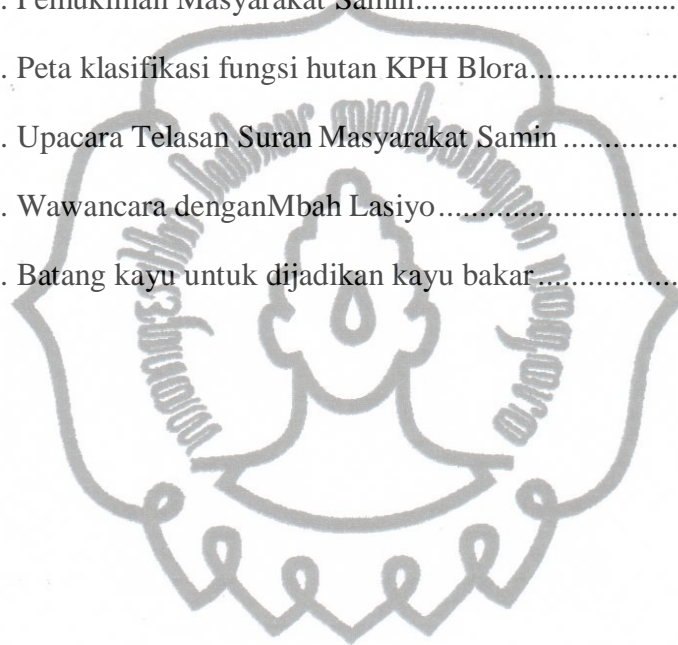 . Pemukiman Masyarakat Samin
. Peta klasifikasi fungsi hutan KPH Blora
. Upacara Telasan Suran Masyarakat Samin
. Wawancara denganMbah Lasiyo
. Batang kayu untuk dijadikan kayu bakar